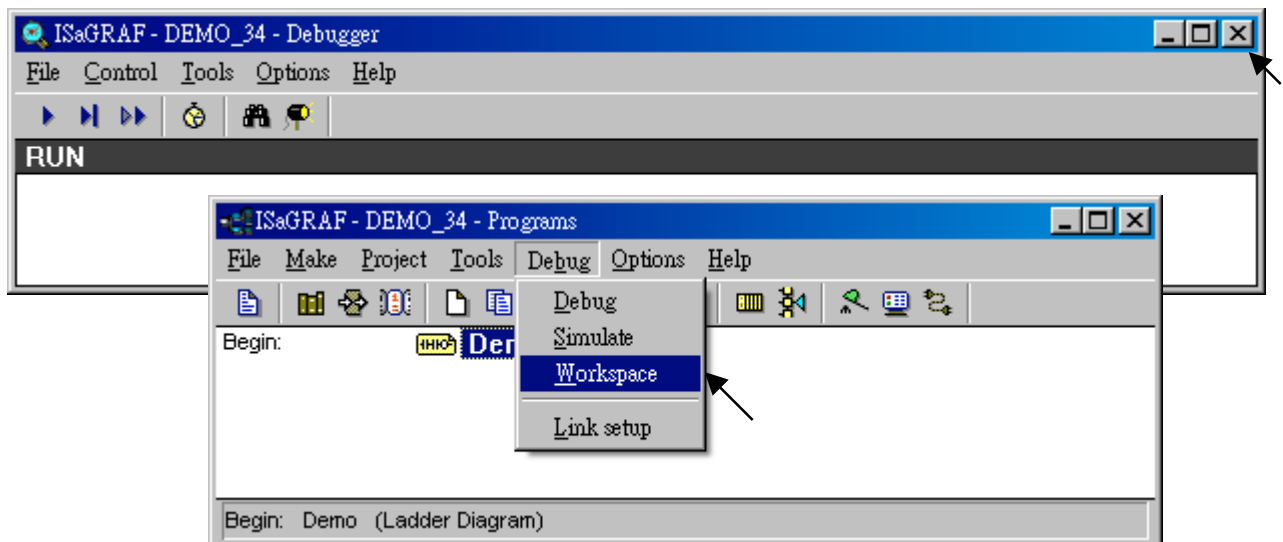 ISaGRAF - DEMO_34 - Debugger
File Control Tools Options Help
RUN
ISaGRAF - DEMO_34 - Programs
File Make Project Tools Debug Options Help
Debug
Begin:
Simulate
Workspace
Link setup
Begin: Demo (Ladder Diagram)